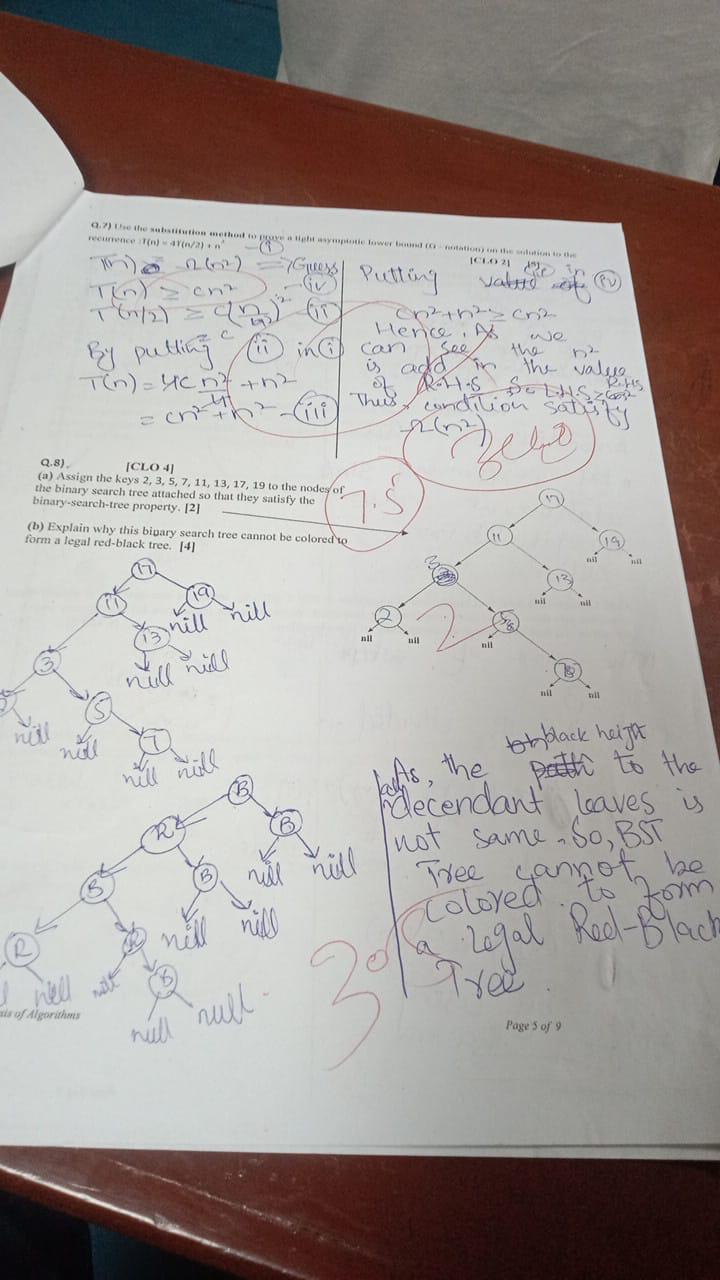 Q.7) Use the substitution method to prove a tight asymptotic lower bound (Ω - notation) on the solution to the
recurrence :T(n) = 4T(n/2) + n²
[CLO 2]
T(n) = Ω(n²) => Guess
T(n) ≥ cn² - (iv)
T(n/2) ≥ c - (ii)
By putting (ii) in (i)
T(n) = 4c n²/4 + n²
= cn² + n² - (iii)
Putting value in (iv)
cn²+n² ≥ cn²
Hence, As we
can see the n²
is add in the value
of R.H.S
Thus, condition satisfy
Ω(n²)
Zero
7.5
Q.8) [CLO 4]
(a) Assign the keys 2, 3, 5, 7, 11, 13, 17, 19 to the nodes of
the binary search tree attached so that they satisfy the
binary-search-tree property. [2]
(b) Explain why this binary search tree cannot be colored to
form a legal red-black tree. [4]
17
11 19
nil nil
3 13
nil nil
2 5
nil nil nil
nil nil
2
17
11 19
nill nill
3 13
nill nill
5
nill nill
7
nill nill
B
R B
nill nill
B B
nill nill
R R
nell
B
null null
As, the black height
to the
decendant leaves is
not same. So, BST
Tree cannot be
colored to form
a legal Red-Black
Tree.
3
sis of Algorithms
Page 5 of 9